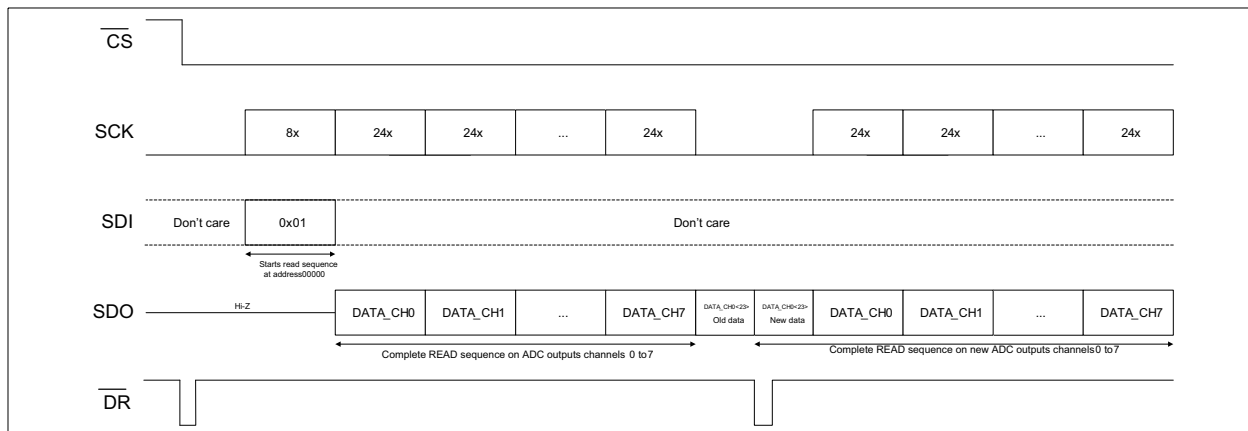 CS
SCK
8x 24x 24x ... 24x 24x 24x ... 24x
SDI
Don't care 0x01 Don't care
Starts read sequence
at address00000
SDO
Hi-Z
DATA_CH0 DATA_CH1 ... DATA_CH7 DATA_CH0<23> DATA_CH0<23> DATA_CH0 DATA_CH1 ... DATA_CH7
Old data New data
Complete READ sequence on ADC outputs channels 0 to7 Complete READ sequence on new ADC outputs channels0 to7
DR